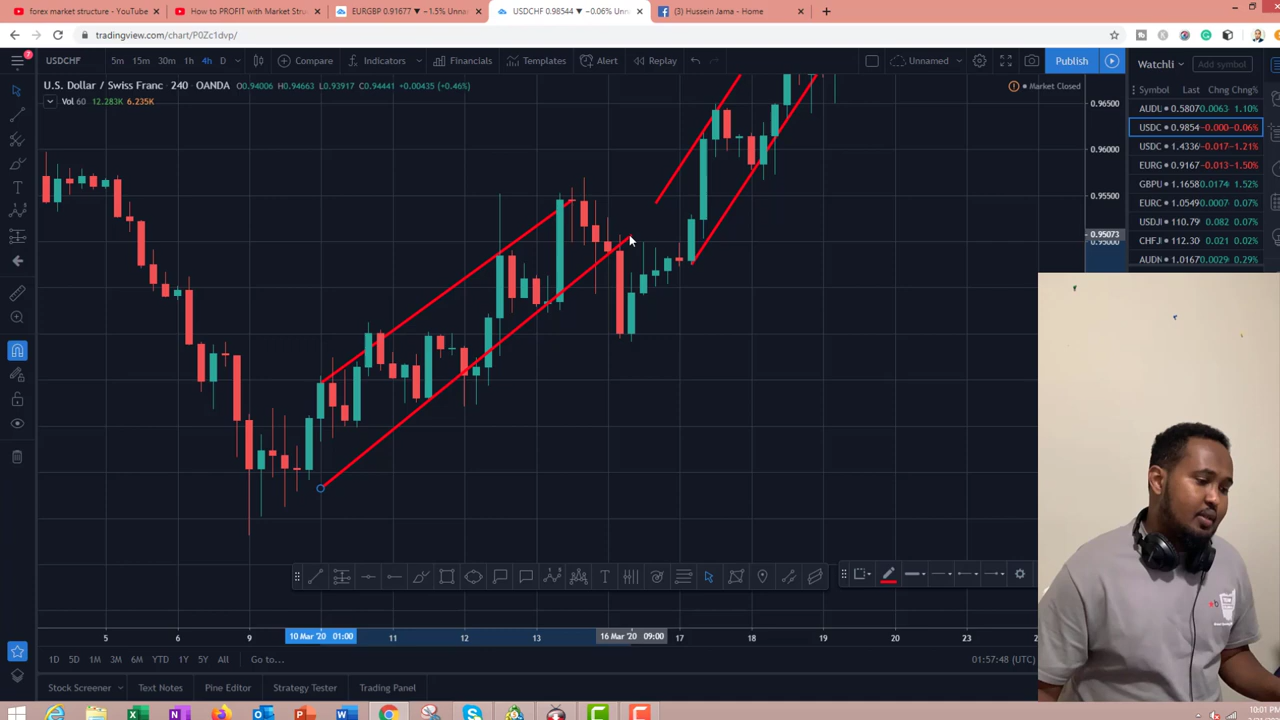 forex market structure - YouTube
How to PROFIT with Market Stru
EURGBP 0.91677 ▼ −1.5% Unna
USDCHF 0.98544 ▼ −0.06% Unna
(3) Hussein Jama - Home
tradingview.com/chart/P0Zc1dvp/
USDCHF 5m 15m 30m 1h 4h D Compare Indicators Financials Templates Alert Replay Unnamed Publish
Watchli Add symbol
U.S. Dollar / Swiss Franc 240 OANDA O0.94006 H0.94663 L0.93917 C0.94441 +0.00435 (+0.46%)
Market Closed
Symbol Last Chng Chng%
Vol 60 12.283K 6.235K
AUDU 0.5807 0.0063 1.10%
USDC 0.9854 −0.000 −0.06%
USDC 1.4336 −0.017 −1.21%
EURG 0.9167 −0.013 −1.50%
GBPU 1.1658 0.0174 1.52%
EURC 1.0549 0.0007 0.07%
USDJ 110.79 0.082 0.07%
CHFJ 112.30 0.021 0.02%
AUDN 1.0167 0.0029 0.29%
0.96500
0.96000
0.95500
0.95073
0.95000
5 6 9 10 Mar '20 01:00 11 12 13 16 Mar '20 09:00 17 18 19 20 23
1D 5D 1M 3M 6M YTD 1Y 5Y All Go to...
01:57:48 (UTC)
Stock Screener Text Notes Pine Editor Strategy Tester Trading Panel
10:01 PM